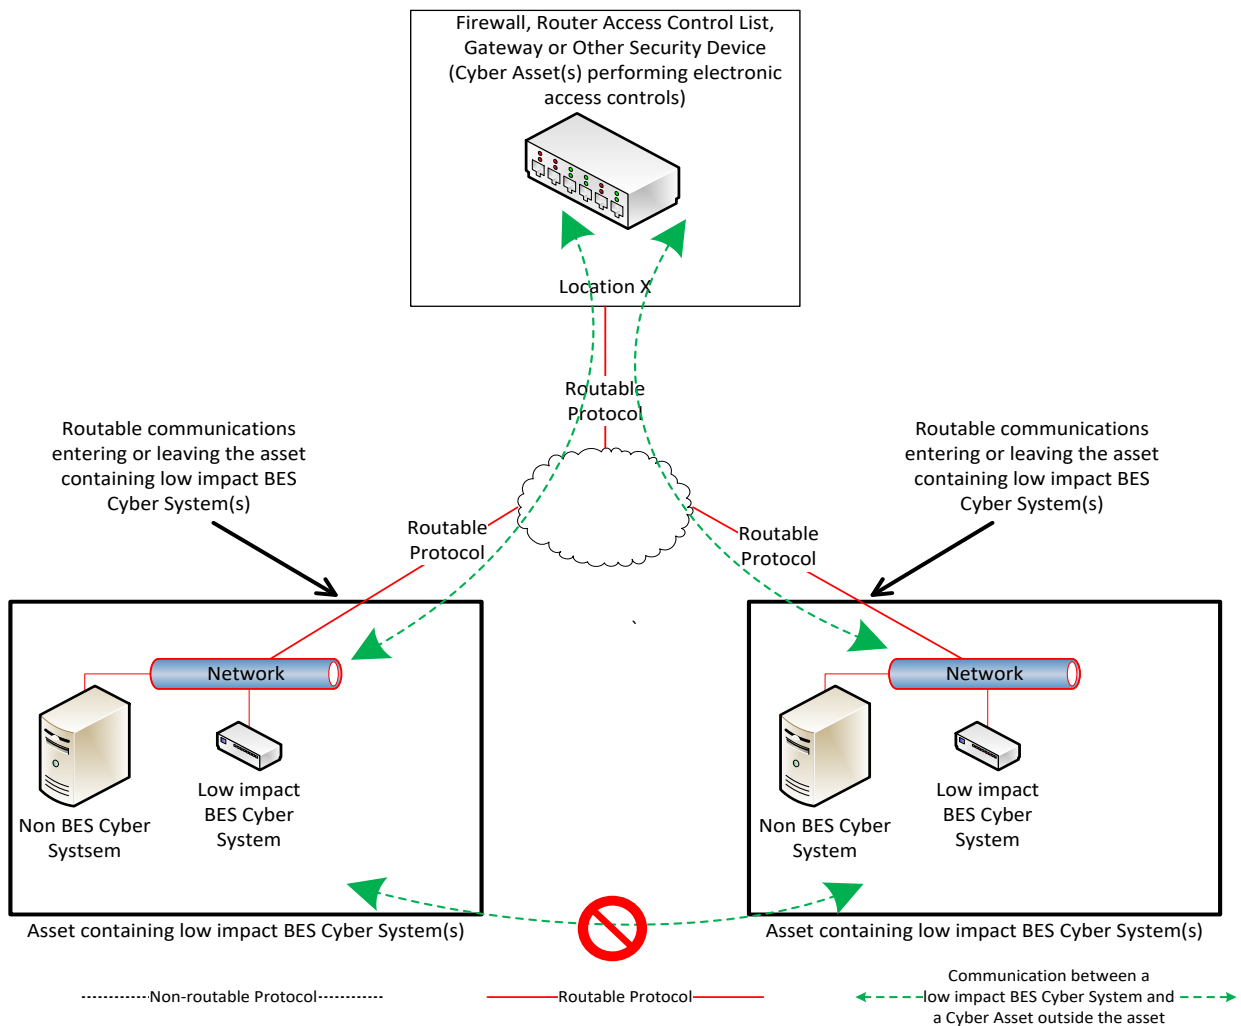 Firewall, Router Access Control List,
Gateway or Other Security Device
(Cyber Asset(s) performing electronic
access controls)
Location X
Routable
Protocol
Routable communications
entering or leaving the asset
containing low impact BES
Cyber System(s)
Routable communications
entering or leaving the asset
containing low impact BES
Cyber System(s)
Routable
Protocol
Routable
Protocol
Network
Non BES Cyber
Systsem
Low impact
BES Cyber
System
Network
Non BES Cyber
System
Low impact
BES Cyber
System
Asset containing low impact BES Cyber System(s)
Asset containing low impact BES Cyber System(s)
Non-routable Protocol
Routable Protocol
Communication between a
low impact BES Cyber System and
a Cyber Asset outside the asset